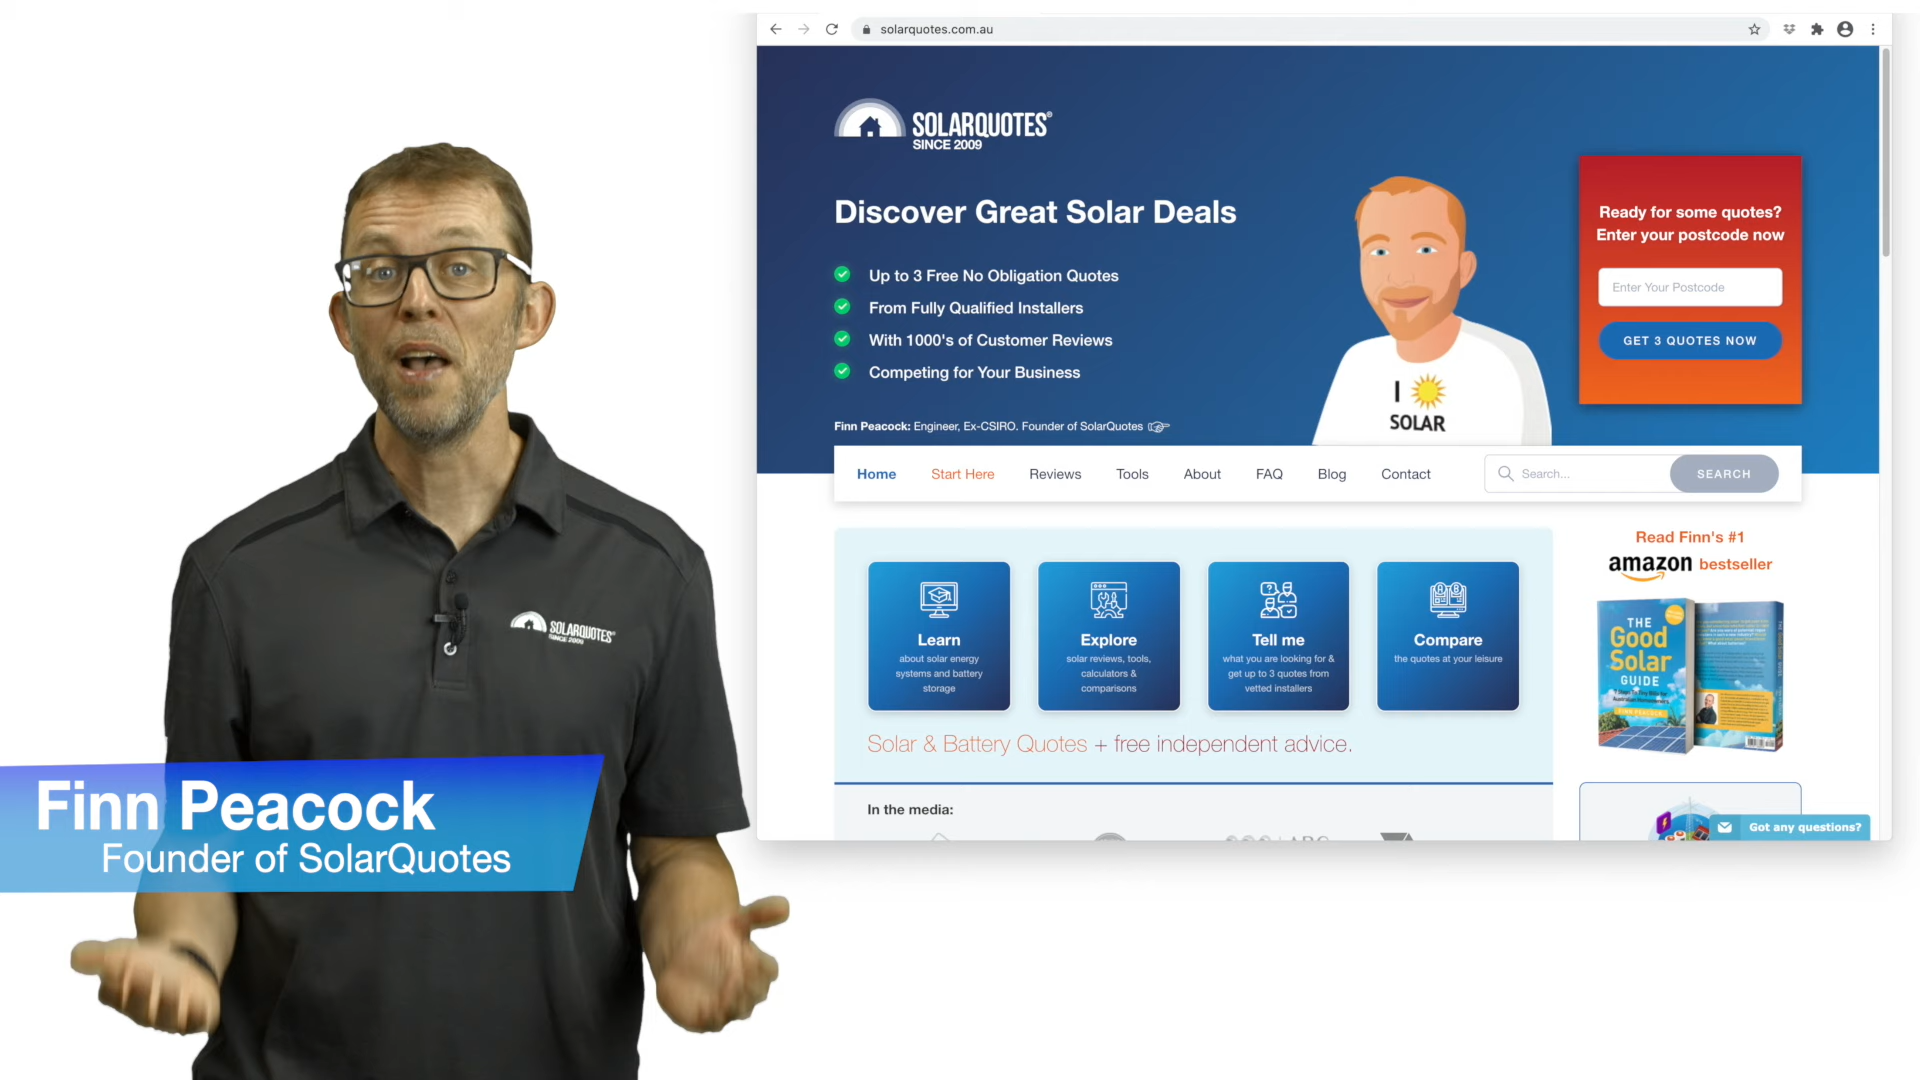 solarquotes.com.au
SOLARQUOTES®
SINCE 2009
Discover Great Solar Deals
Up to 3 Free No Obligation Quotes
From Fully Qualified Installers
With 1000's of Customer Reviews
Competing for Your Business
Finn Peacock: Engineer, Ex-CSIRO. Founder of SolarQuotes
I
SOLAR
Ready for some quotes?
Enter your postcode now
Enter Your Postcode
GET 3 QUOTES NOW
Home Start Here Reviews Tools About FAQ Blog Contact
Search...
SEARCH
Learn
about solar energy
systems and battery
storage
Explore
solar reviews, tools,
calculators &
comparisons
Tell me
what you are looking for &
get up to 3 quotes from
vetted installers
Compare
the quotes at your leisure
Solar & Battery Quotes + free independent advice.
In the media:
Read Finn's #1
amazon bestseller
THE
Good
Solar
GUIDE
FINN PEACOCK
Got any questions?
SOLARQUOTES®
SINCE 2009
Finn Peacock
Founder of SolarQuotes